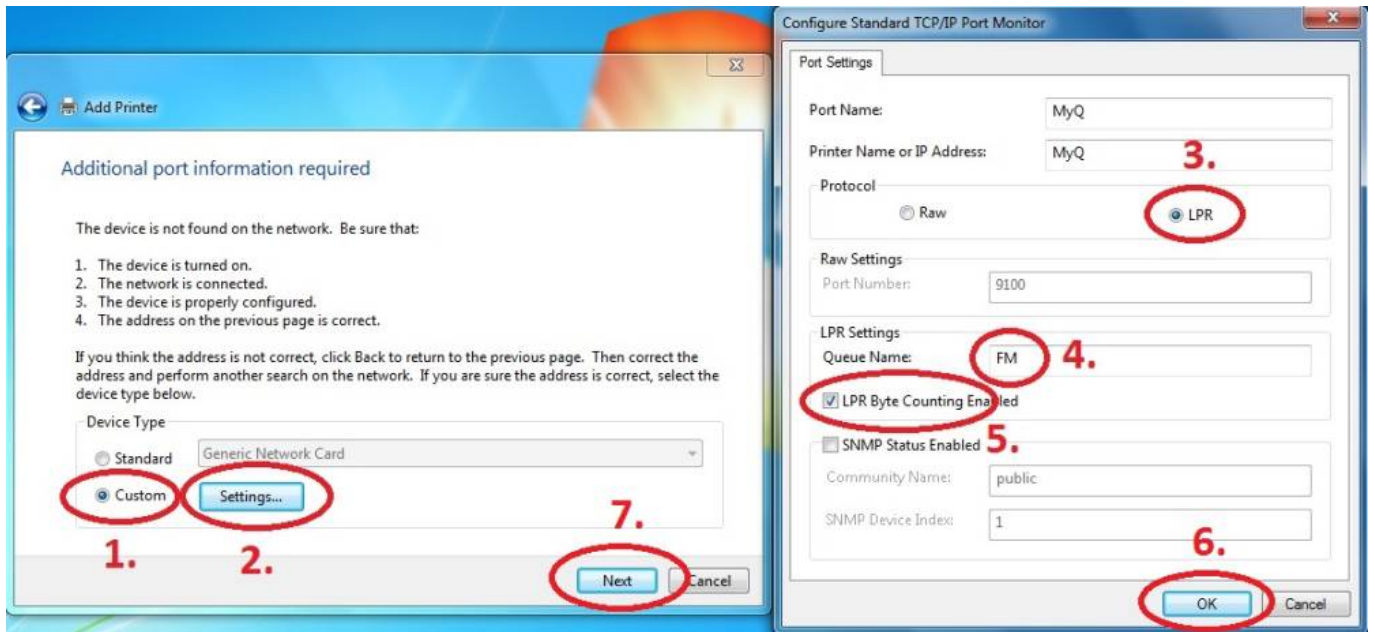 Add Printer
Additional port information required
The device is not found on the network.  Be sure that:
1.  The device is turned on.
2.  The network is connected.
3.  The device is properly configured.
4.  The address on the previous page is correct.
If you think the address is not correct, click Back to return to the previous page.  Then correct the
address and perform another search on the network.  If you are sure the address is correct, select the
device type below.
Device Type
Standard Generic Network Card
Custom Settings...
1. 2. 7.
Next Cancel
Configure Standard TCP/IP Port Monitor
Port Settings
Port Name: MyQ
Printer Name or IP Address: MyQ
3.
Protocol
Raw LPR
Raw Settings
Port Number: 9100
LPR Settings
Queue Name: FM 4.
LPR Byte Counting Enabled
SNMP Status Enabled 5.
Community Name: public
SNMP Device Index: 1
6.
OK Cancel